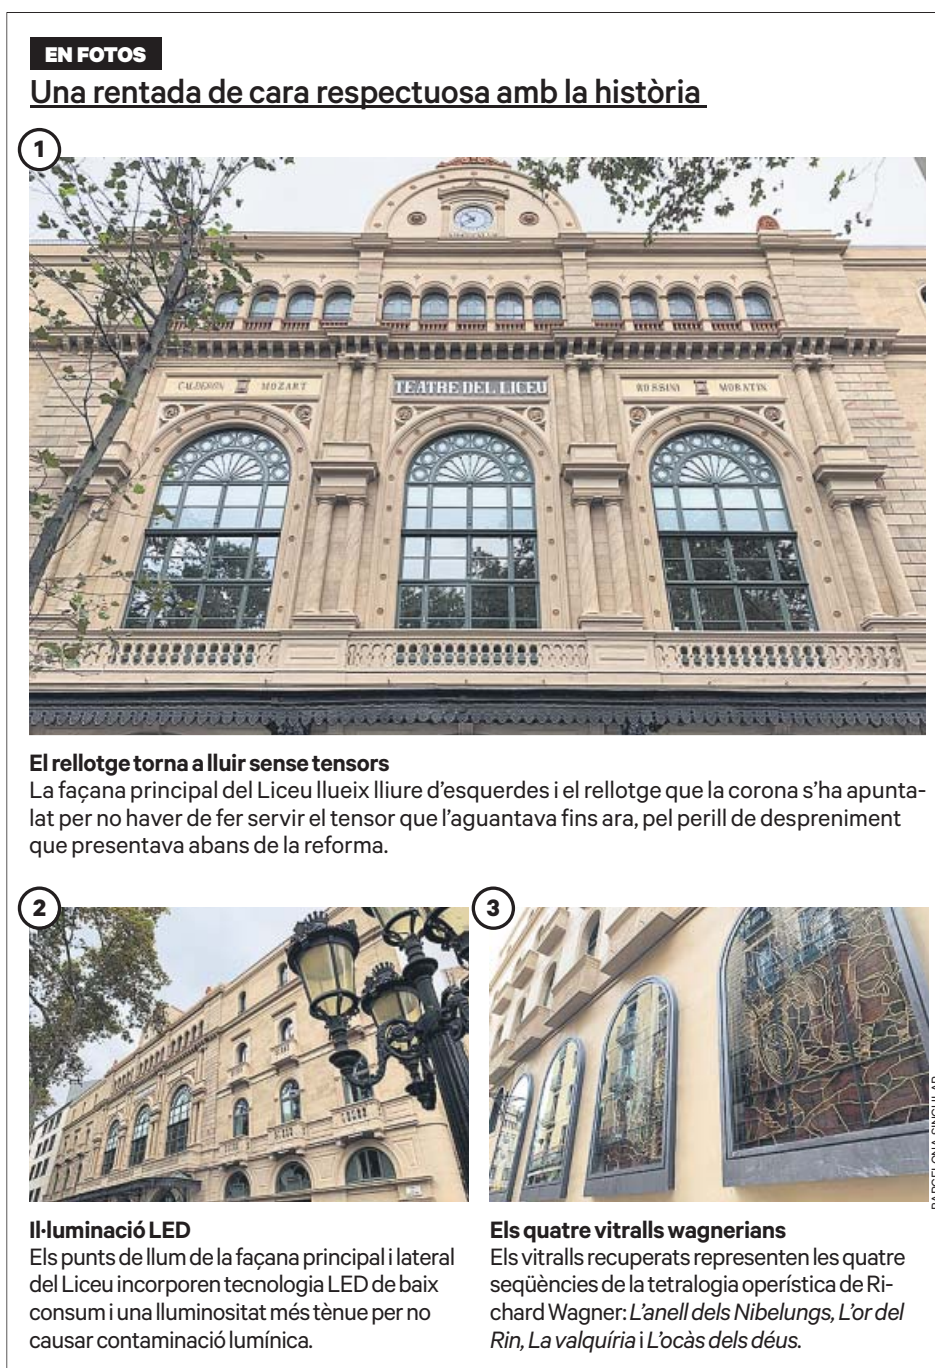 EN FOTOS
Una rentada de cara respectuosa amb la història
1
CALDERON MOZART
TEATRE DEL LICEU
ROSSINI MORATIN
El rellotge torna a lluir sense tensors
La façana principal del Liceu llueix lliure d’esquerdes i el rellotge que la corona s’ha apunta-
lat per no haver de fer servir el tensor que l’aguantava fins ara, pel perill de despreniment
que presentava abans de la reforma.
2
Il·luminació LED
Els punts de llum de la façana principal i lateral
del Liceu incorporen tecnologia LED de baix
consum i una lluminositat més tènue per no
causar contaminació lumínica.
3
BARCELONA SINGULAR
Els quatre vitralls wagnerians
Els vitralls recuperats representen les quatre
seqüències de la tetralogia operística de Ri-
chard Wagner: L’anell dels Nibelungs, L’or del
Rin, La valquíria i L’ocàs dels déus.